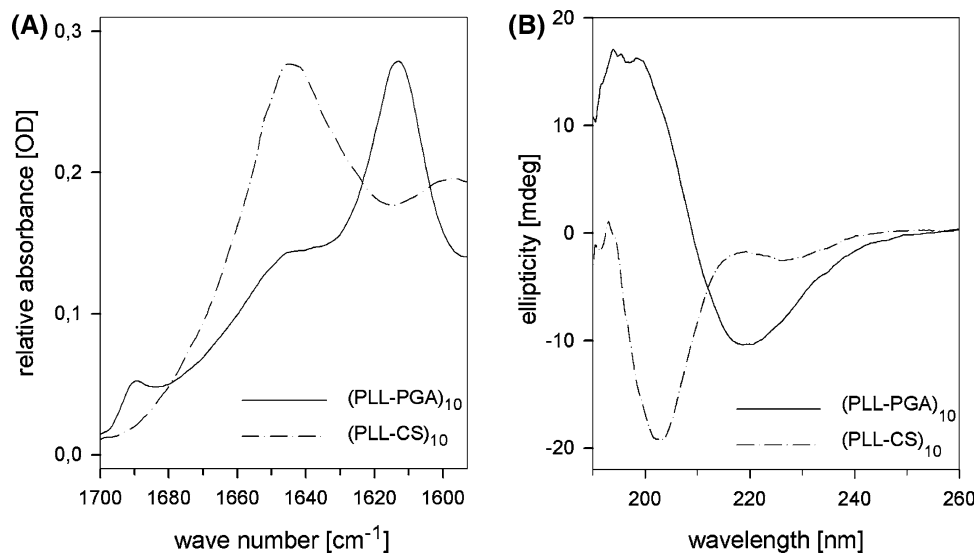 (A)
0,3
0,2
0,1
0,0
relative absorbance [OD]
(PLL-PGA)10
(PLL-CS)10
1700 1680 1660 1640 1620 1600
wave number [cm-1]
(B)
20
10
0
-10
-20
ellipticity [mdeg]
(PLL-PGA)10
(PLL-CS)10
200 220 240 260
wavelength [nm]